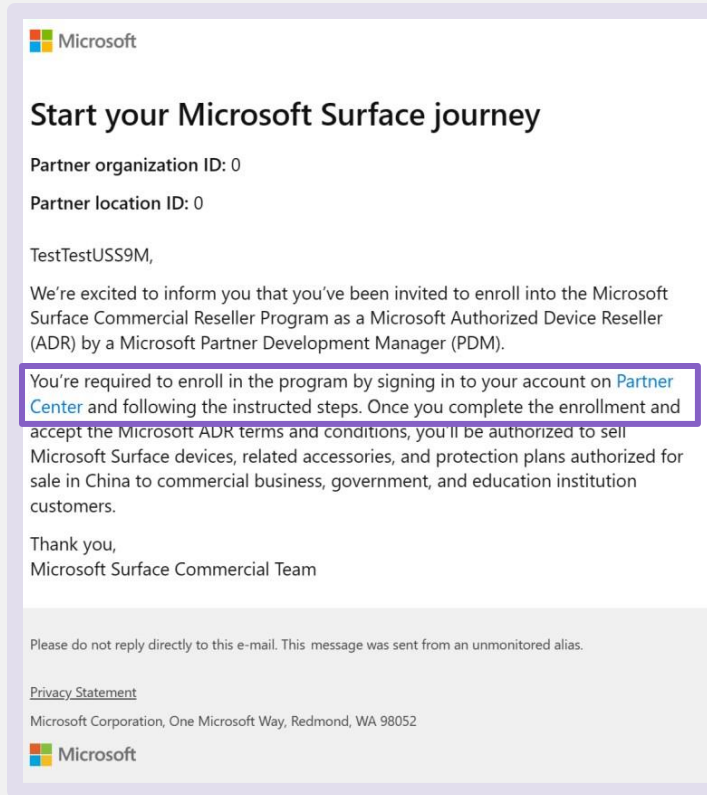 Microsoft
Start your Microsoft Surface journey
Partner organization ID: 0
Partner location ID: 0
TestTestUSS9M,
We're excited to inform you that you've been invited to enroll into the Microsoft
Surface Commercial Reseller Program as a Microsoft Authorized Device Reseller
(ADR) by a Microsoft Partner Development Manager (PDM).
You're required to enroll in the program by signing in to your account on Partner
Center and following the instructed steps. Once you complete the enrollment and
accept the Microsoft ADR terms and conditions, you'll be authorized to sell
Microsoft Surface devices, related accessories, and protection plans authorized for
sale in China to commercial business, government, and education institution
customers.
Thank you,
Microsoft Surface Commercial Team
Please do not reply directly to this e-mail. This message was sent from an unmonitored alias.
Privacy Statement
Microsoft Corporation, One Microsoft Way, Redmond, WA 98052
Microsoft